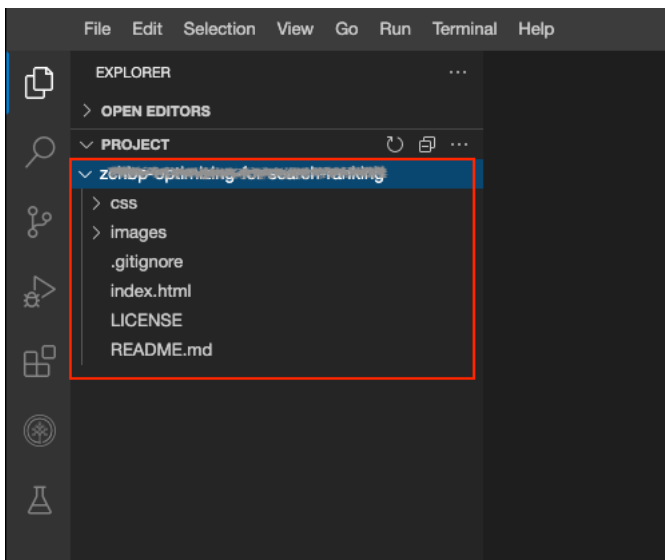 File Edit Selection View Go Run Terminal Help
EXPLORER
OPEN EDITORS
PROJECT
css
images
.gitignore
index.html
LICENSE
README.md